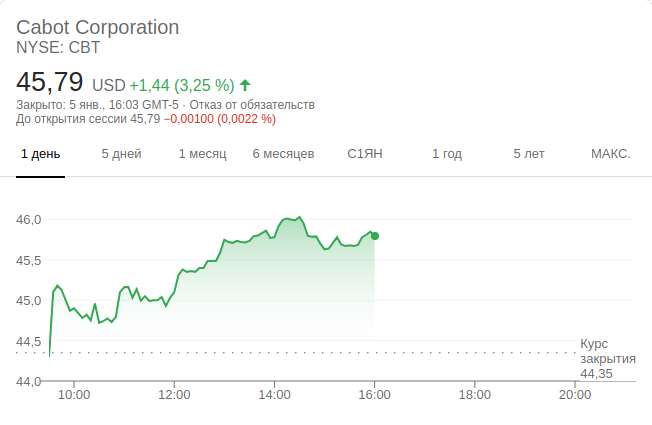 Cabot Corporation
NYSE: CBT
45,79 USD +1,44 (3,25 %)
Закрыто: 5 янв., 16:03 GMT-5 · Отказ от обязательств
До открытия сессии 45,79 −0,00100 (0,0022 %)
1 день 5 дней 1 месяц 6 месяцев С1ЯН 1 год 5 лет МАКС.
46,0
45,5
45,0
44,5
Курс
закрытия
44,35
44,0
10:00 12:00 14:00 16:00 18:00 20:00